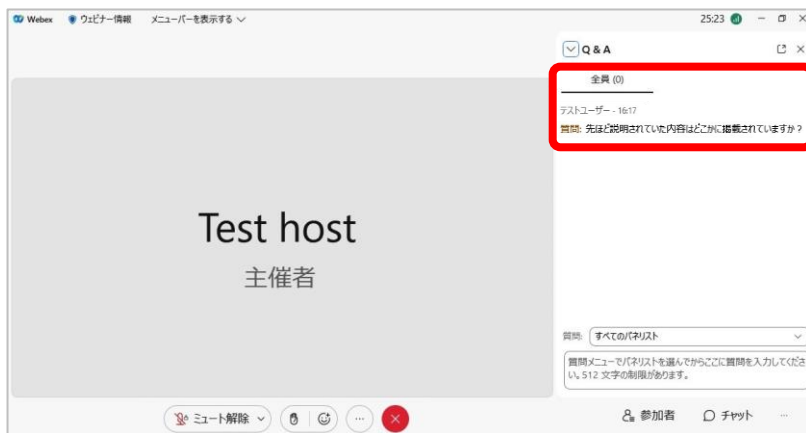 Webex ウェビナー情報 メニューバーを表示する 25:23
Q & A
全員 (0)
テストユーザー - 16:17
質問: 先ほど説明されていた内容はどこかに掲載されていますか？
Test host
主催者
質問: すべてのパネリスト
質問メニューでパネリストを選んでからここに質問を入力してくださ
い。512 文字の制限があります。
ミュート解除 参加者 チャット